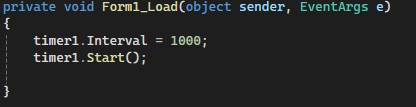 private void Form1_Load(object sender, EventArgs e)
{
timer1.Interval = 1000;
timer1.Start();
}